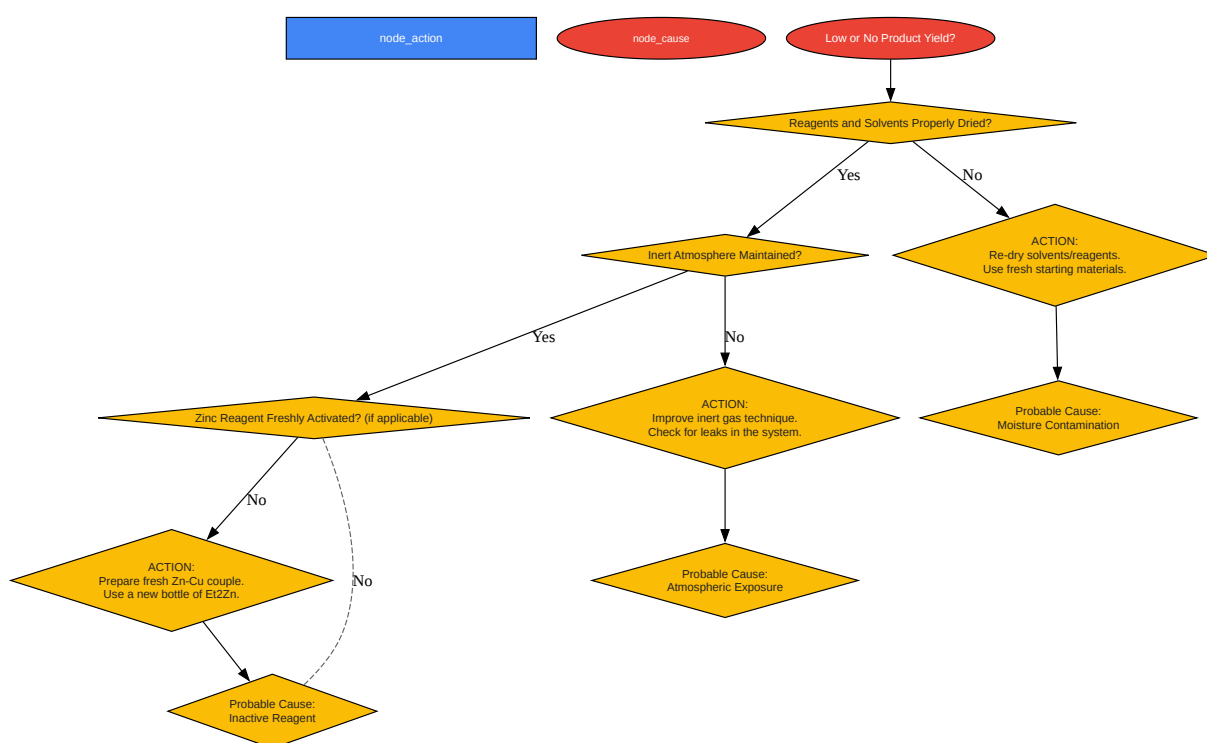 node_action
node_cause
Low or No Product Yield?
Reagents and Solvents Properly Dried?
Yes
No
Inert Atmosphere Maintained?
ACTION:
Re-dry solvents/reagents.
Use fresh starting materials.
Yes
No
Zinc Reagent Freshly Activated? (if applicable)
ACTION:
Improve inert gas technique.
Check for leaks in the system.
Probable Cause:
Moisture Contamination
No
ACTION:
Prepare fresh Zn-Cu couple.
Use a new bottle of Et2Zn.
No
Probable Cause:
Atmospheric Exposure
Probable Cause:
Inactive Reagent